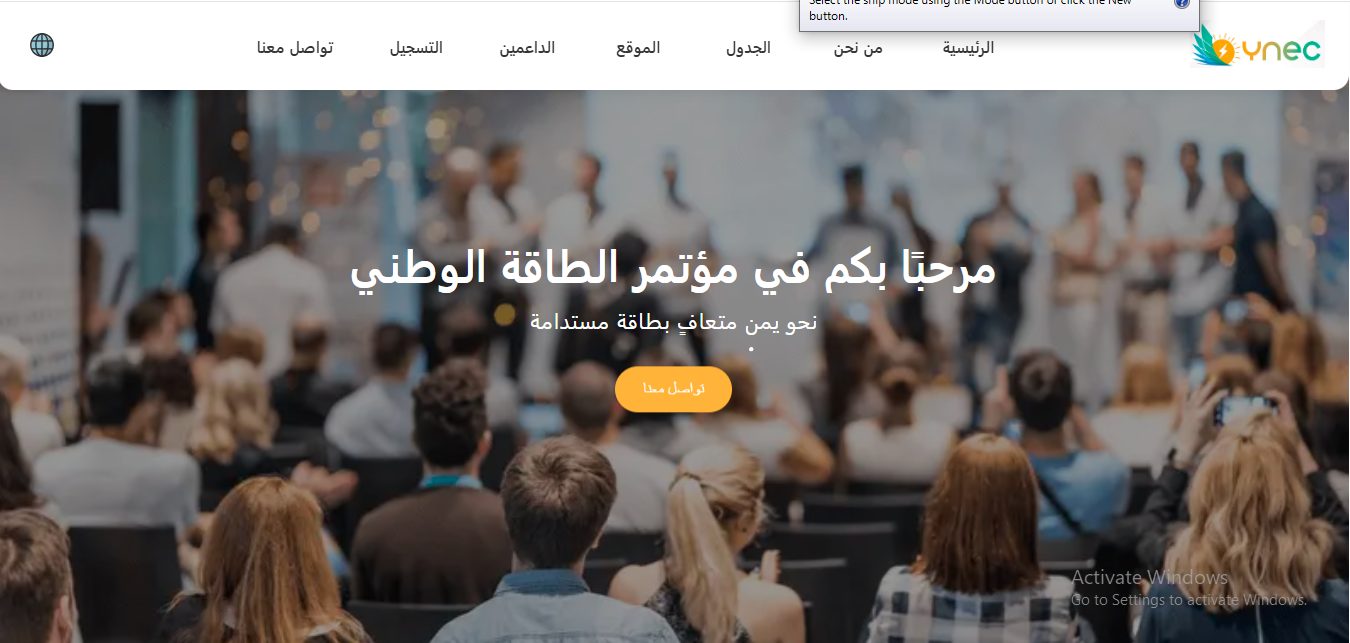 Select the snip mode using the Mode button or click the New
button.
ynec
الرئيسية
من نحن
الجدول
الموقع
الداعمين
التسجيل
تواصل معنا
مرحبًا بكم في مؤتمر الطاقة الوطني
نحو يمنٍ متعافٍ بطاقة مستدامة
تواصل معنا
Activate Windows
Go to Settings to activate Windows.